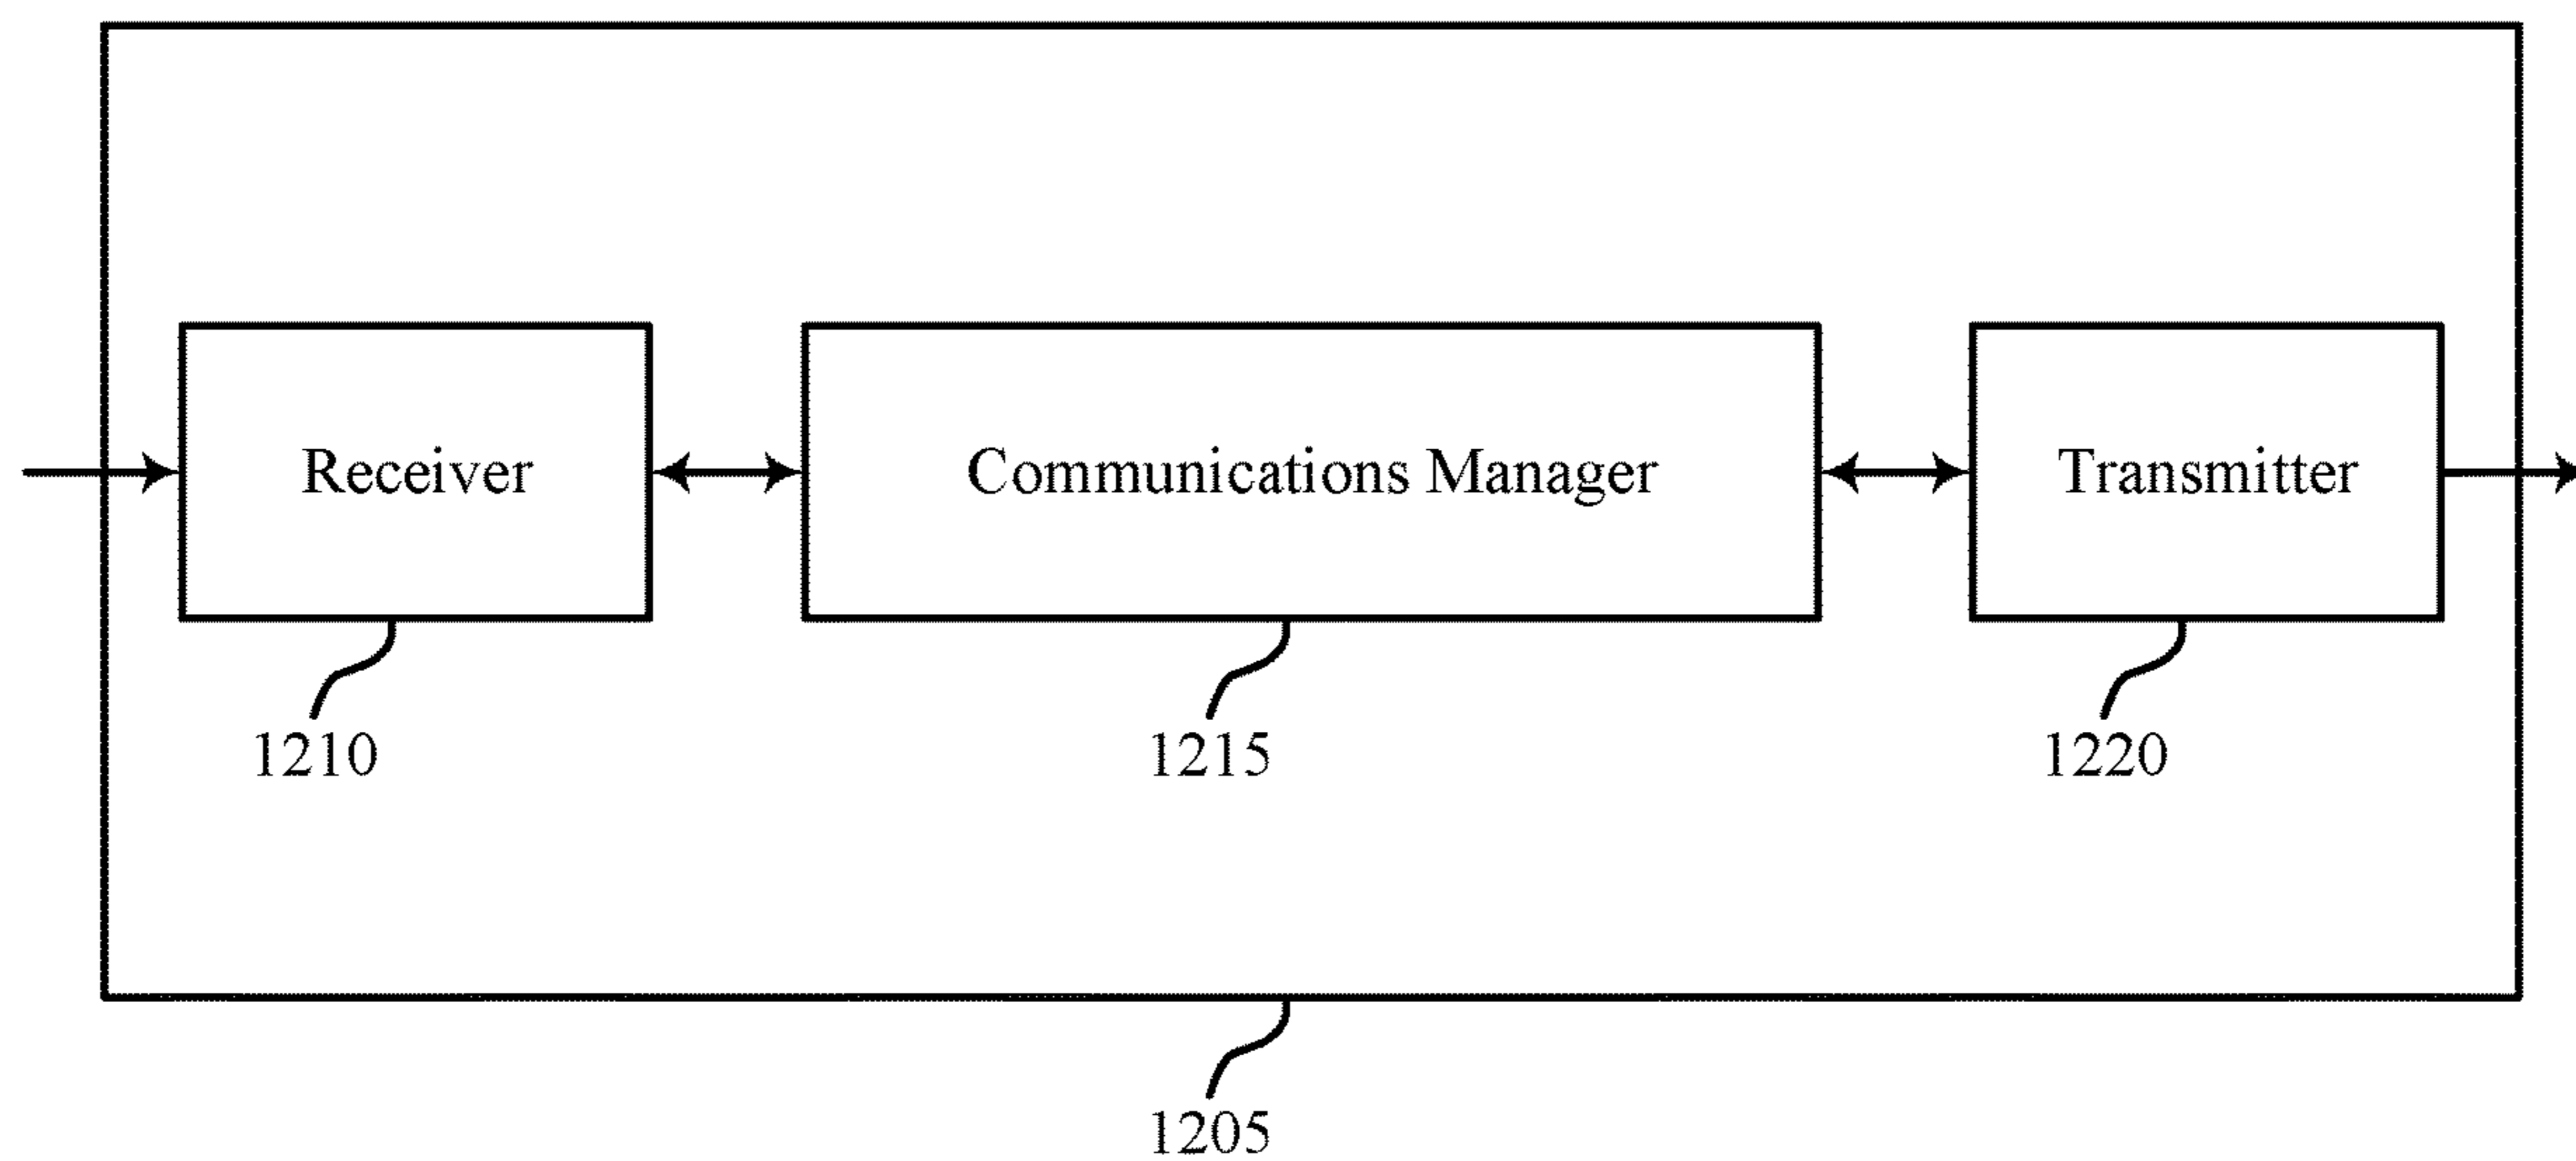 Receiver
Communications Manager
Transmitter
1210
1215
1220
1205